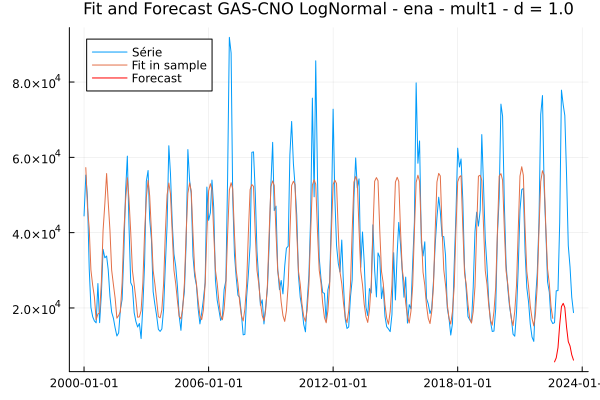 Fit and Forecast GAS-CNO LogNormal - ena - mult1 - d = 1.0
Série
Fit in sample
Forecast
8.0×10⁴
6.0×10⁴
4.0×10⁴
2.0×10⁴
2000-01-01 2006-01-01 2012-01-01 2018-01-01 2024-01-